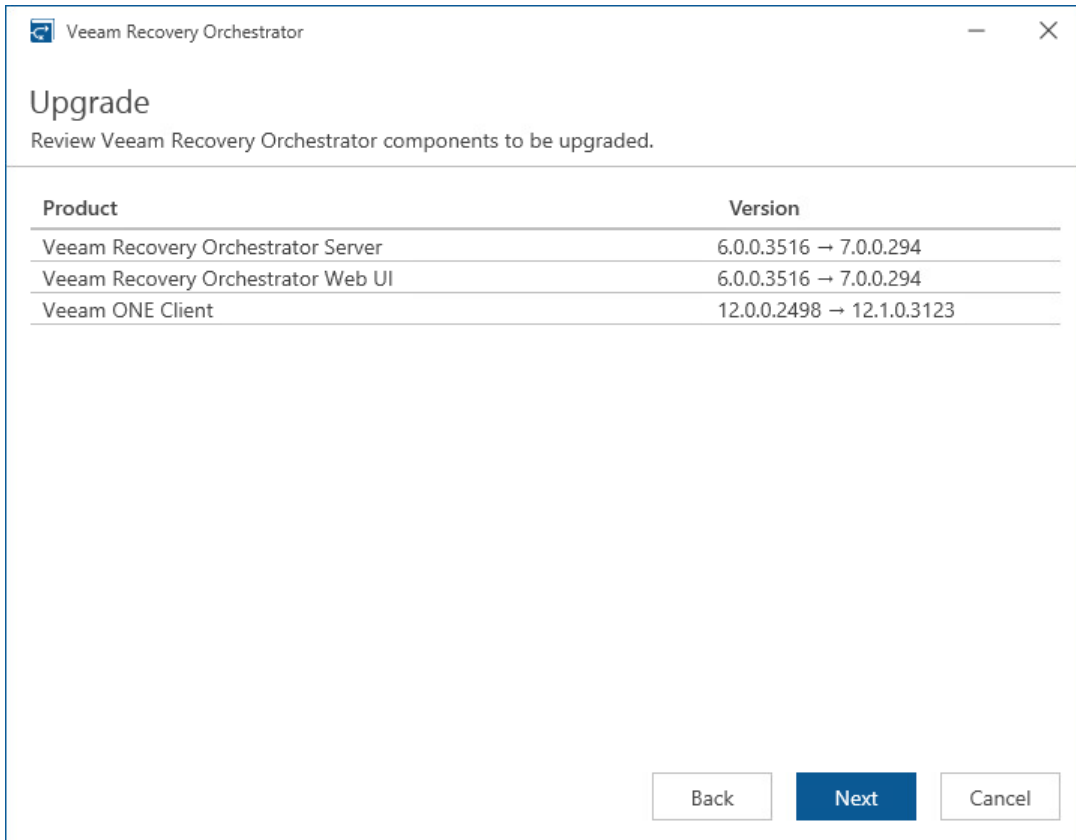 Veeam Recovery Orchestrator
Upgrade
Review Veeam Recovery Orchestrator components to be upgraded.
Product Version
Veeam Recovery Orchestrator Server 6.0.0.3516 → 7.0.0.294
Veeam Recovery Orchestrator Web UI 6.0.0.3516 → 7.0.0.294
Veeam ONE Client 12.0.0.2498 → 12.1.0.3123
Back Next Cancel